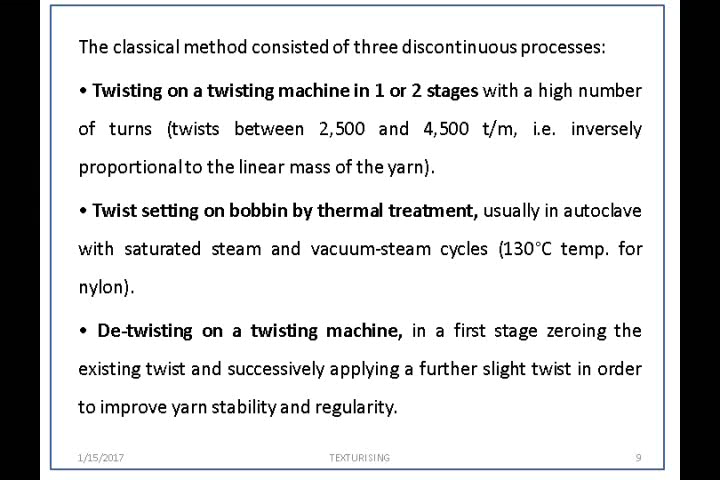 The classical method consisted of three discontinuous processes:
• Twisting on a twisting machine in 1 or 2 stages with a high number
of turns (twists between 2,500 and 4,500 t/m, i.e. inversely
proportional to the linear mass of the yarn).
• Twist setting on bobbin by thermal treatment, usually in autoclave
with saturated steam and vacuum-steam cycles (130°C temp. for
nylon).
• De-twisting on a twisting machine, in a first stage zeroing the
existing twist and successively applying a further slight twist in order
to improve yarn stability and regularity.
1/15/2017 TEXTURISING 9